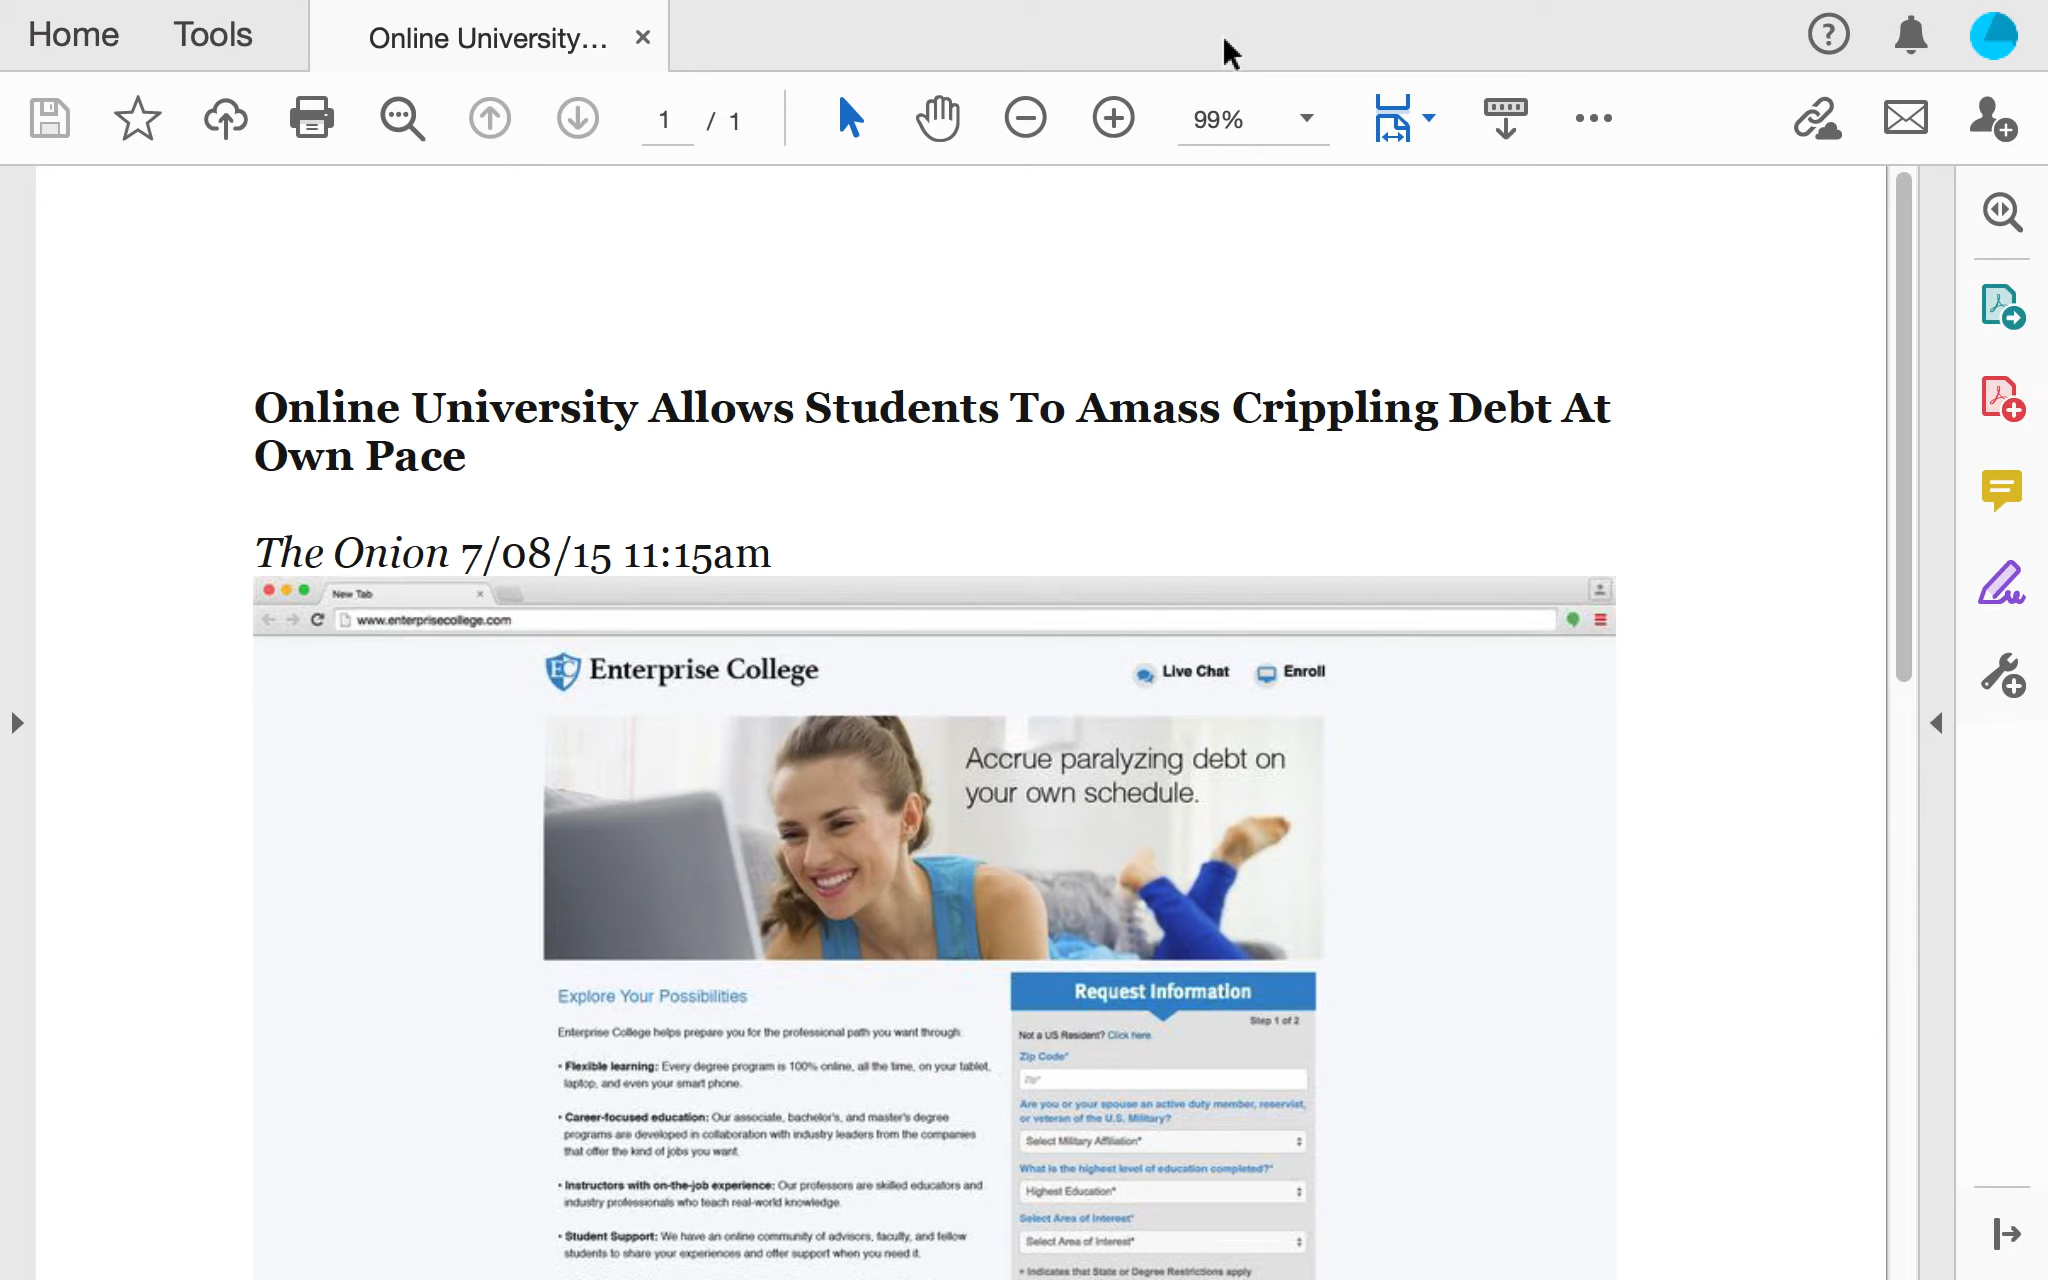 Home Tools Online University...
1 / 1 99%
Online University Allows Students To Amass Crippling Debt At
Own Pace
The Onion 7/08/15 11:15am
New Tab
www.enterprisecollege.com
EC Enterprise College Live Chat Enroll
Accrue paralyzing debt on
your own schedule.
Explore Your Possibilities
Enterprise College helps prepare you for the professional path you want through:
• Flexible learning: Every degree program is 100% online, all the time, on your tablet,
laptop, and even your smart phone.
• Career-focused education: Our associate, bachelor's, and master's degree
programs are developed in collaboration with industry leaders from the companies
that offer the kind of jobs you want.
• Instructors with on-the-job experience: Our professors are skilled educators and
industry professionals who teach real-world knowledge.
• Student Support: We have an online community of advisors, faculty, and fellow
students to share your experiences and offer support when you need it.
Request Information
Step 1 of 2
Not a US Resident? Click here.
Zip Code*
Zip*
Are you or your spouse an active duty member, reservist,
or veteran of the U.S. Military?
Select Military Affiliation*
What is the highest level of education completed?*
Highest Education*
Select Area of Interest*
Select Area of Interest*
+ Indicates that State or Degree Restrictions apply